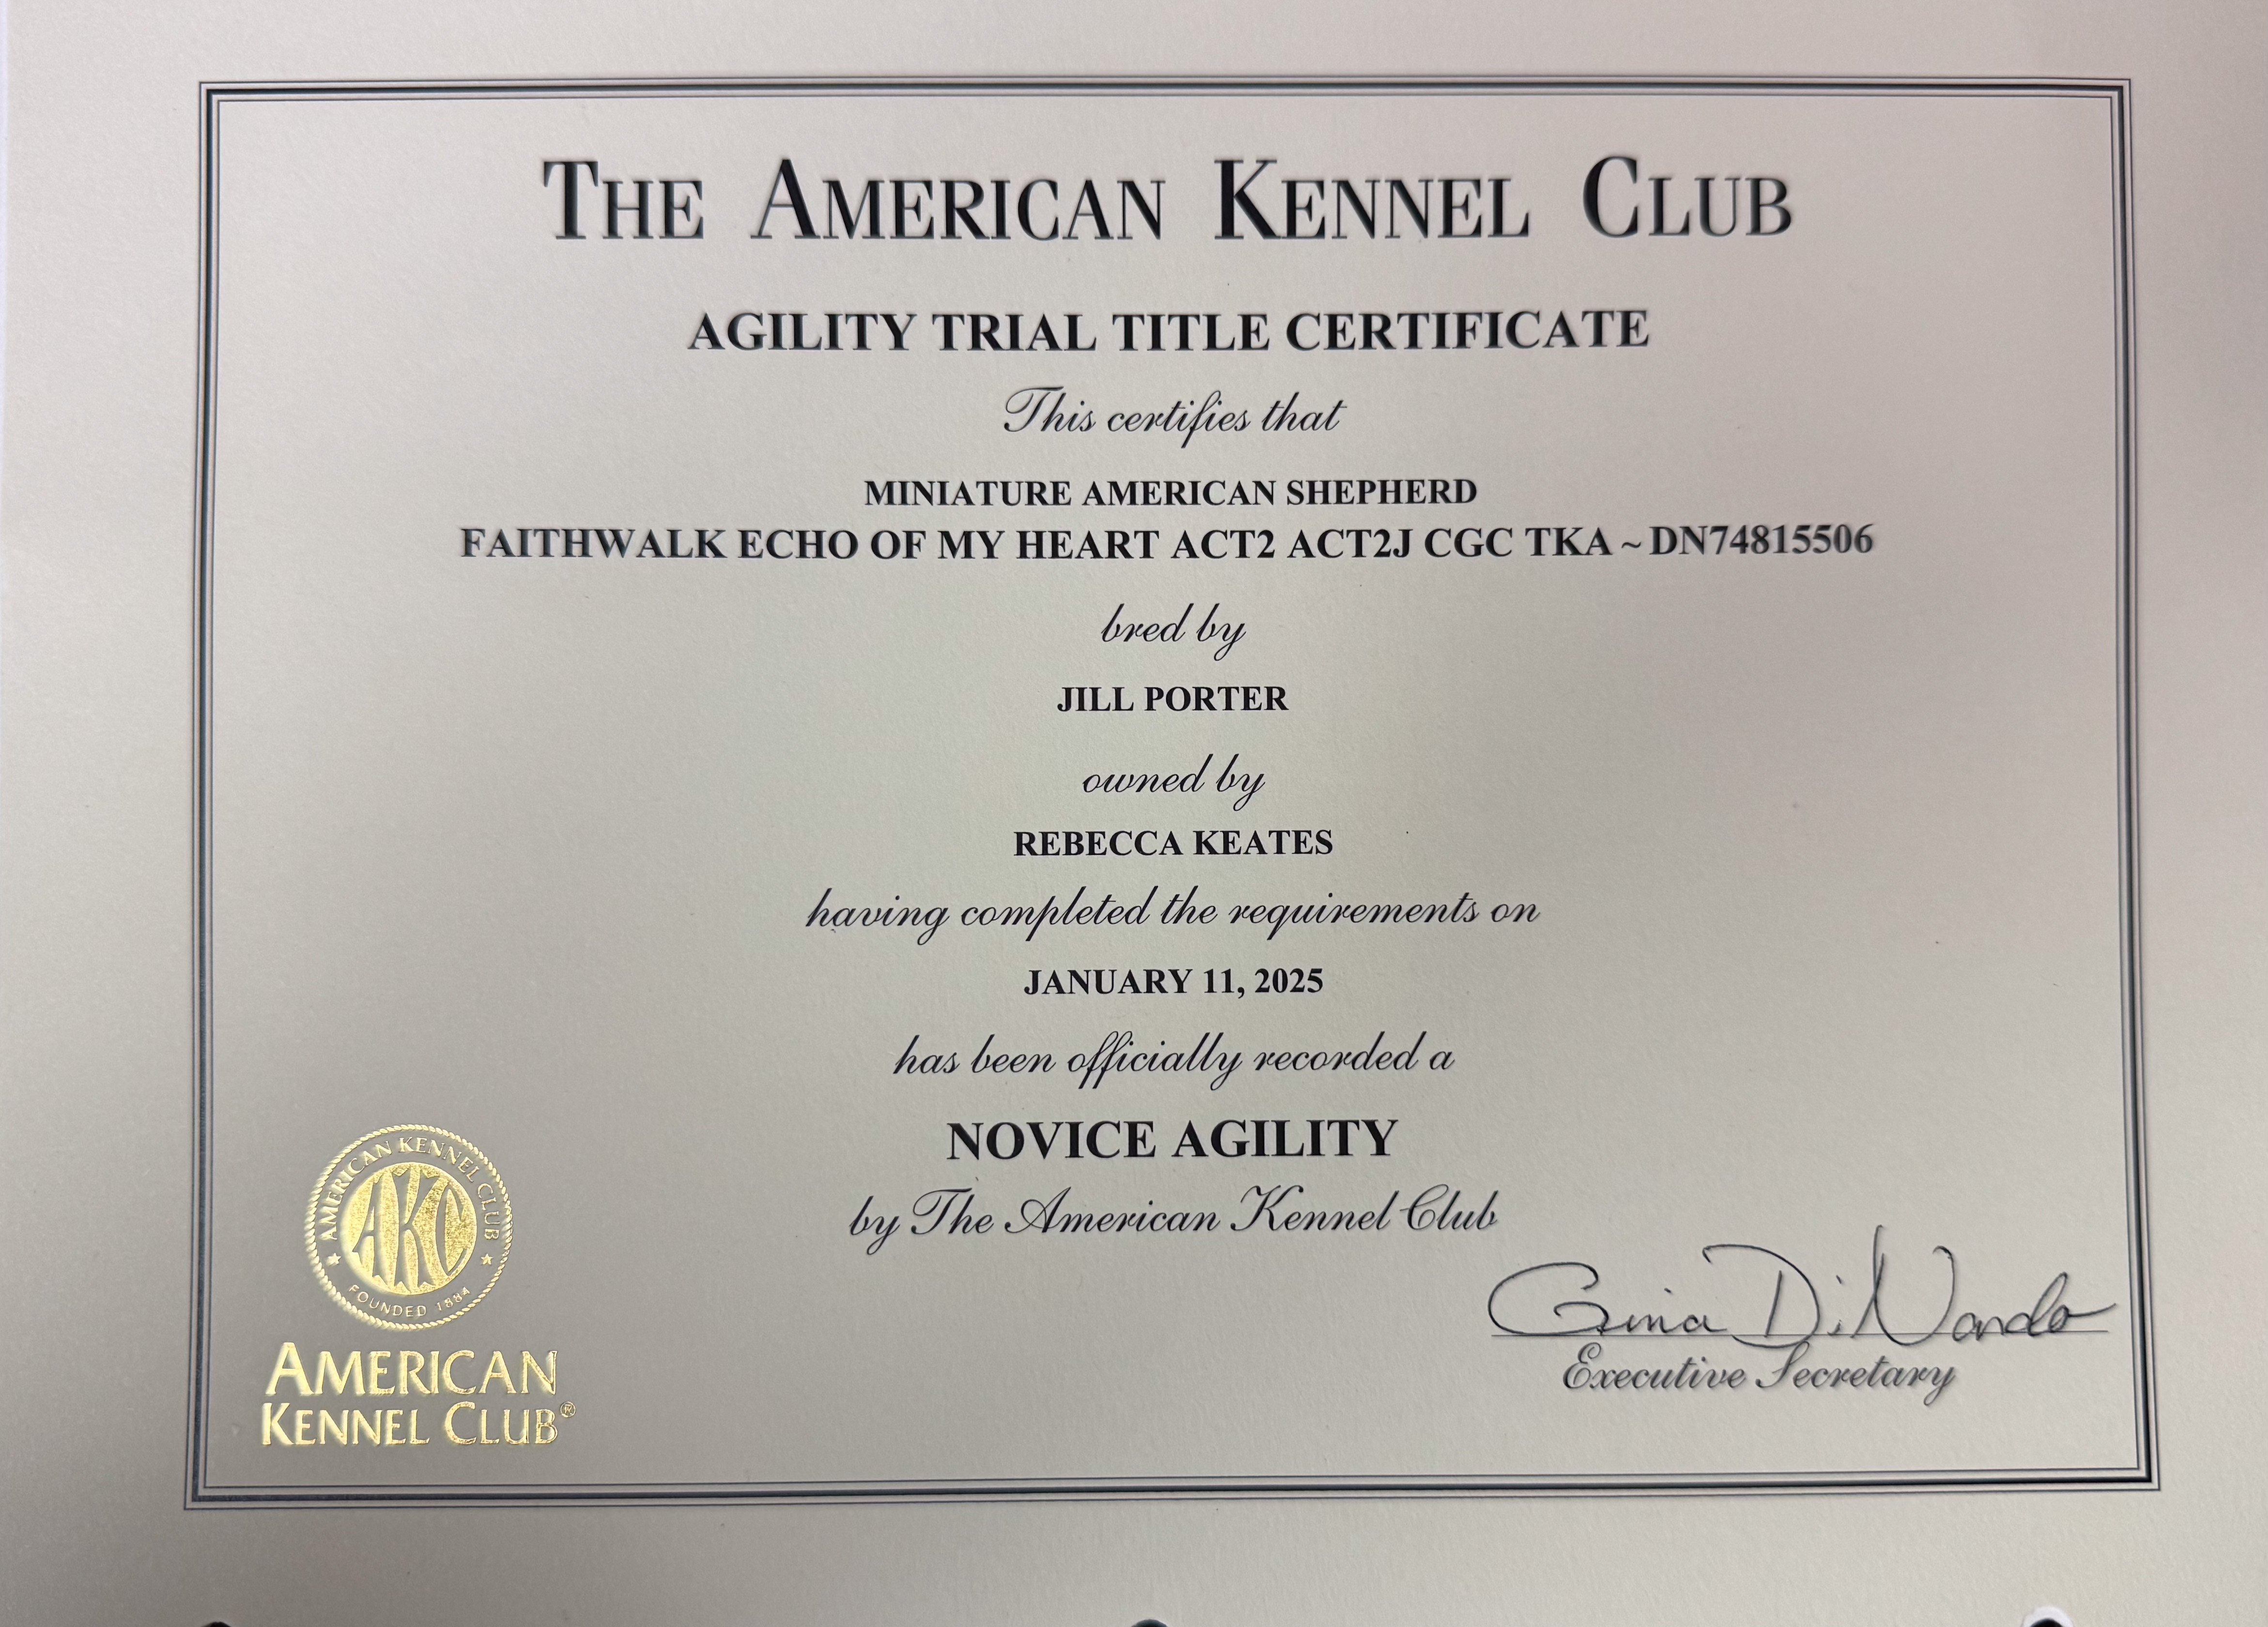 THE AMERICAN KENNEL CLUB
AGILITY TRIAL TITLE CERTIFICATE
This certifies that
MINIATURE AMERICAN SHEPHERD
FAITHWALK ECHO OF MY HEART ACT2 ACT2J CGC TKA ~ DN74815506
bred by
JILL PORTER
owned by
REBECCA KEATES
having completed the requirements on
JANUARY 11, 2025
has been officially recorded a
NOVICE AGILITY
by The American Kennel Club
AMERICAN KENNEL CLUB
AKC
FOUNDED 1884
AMERICAN
KENNEL CLUB®
Gina DiNardo
Executive Secretary